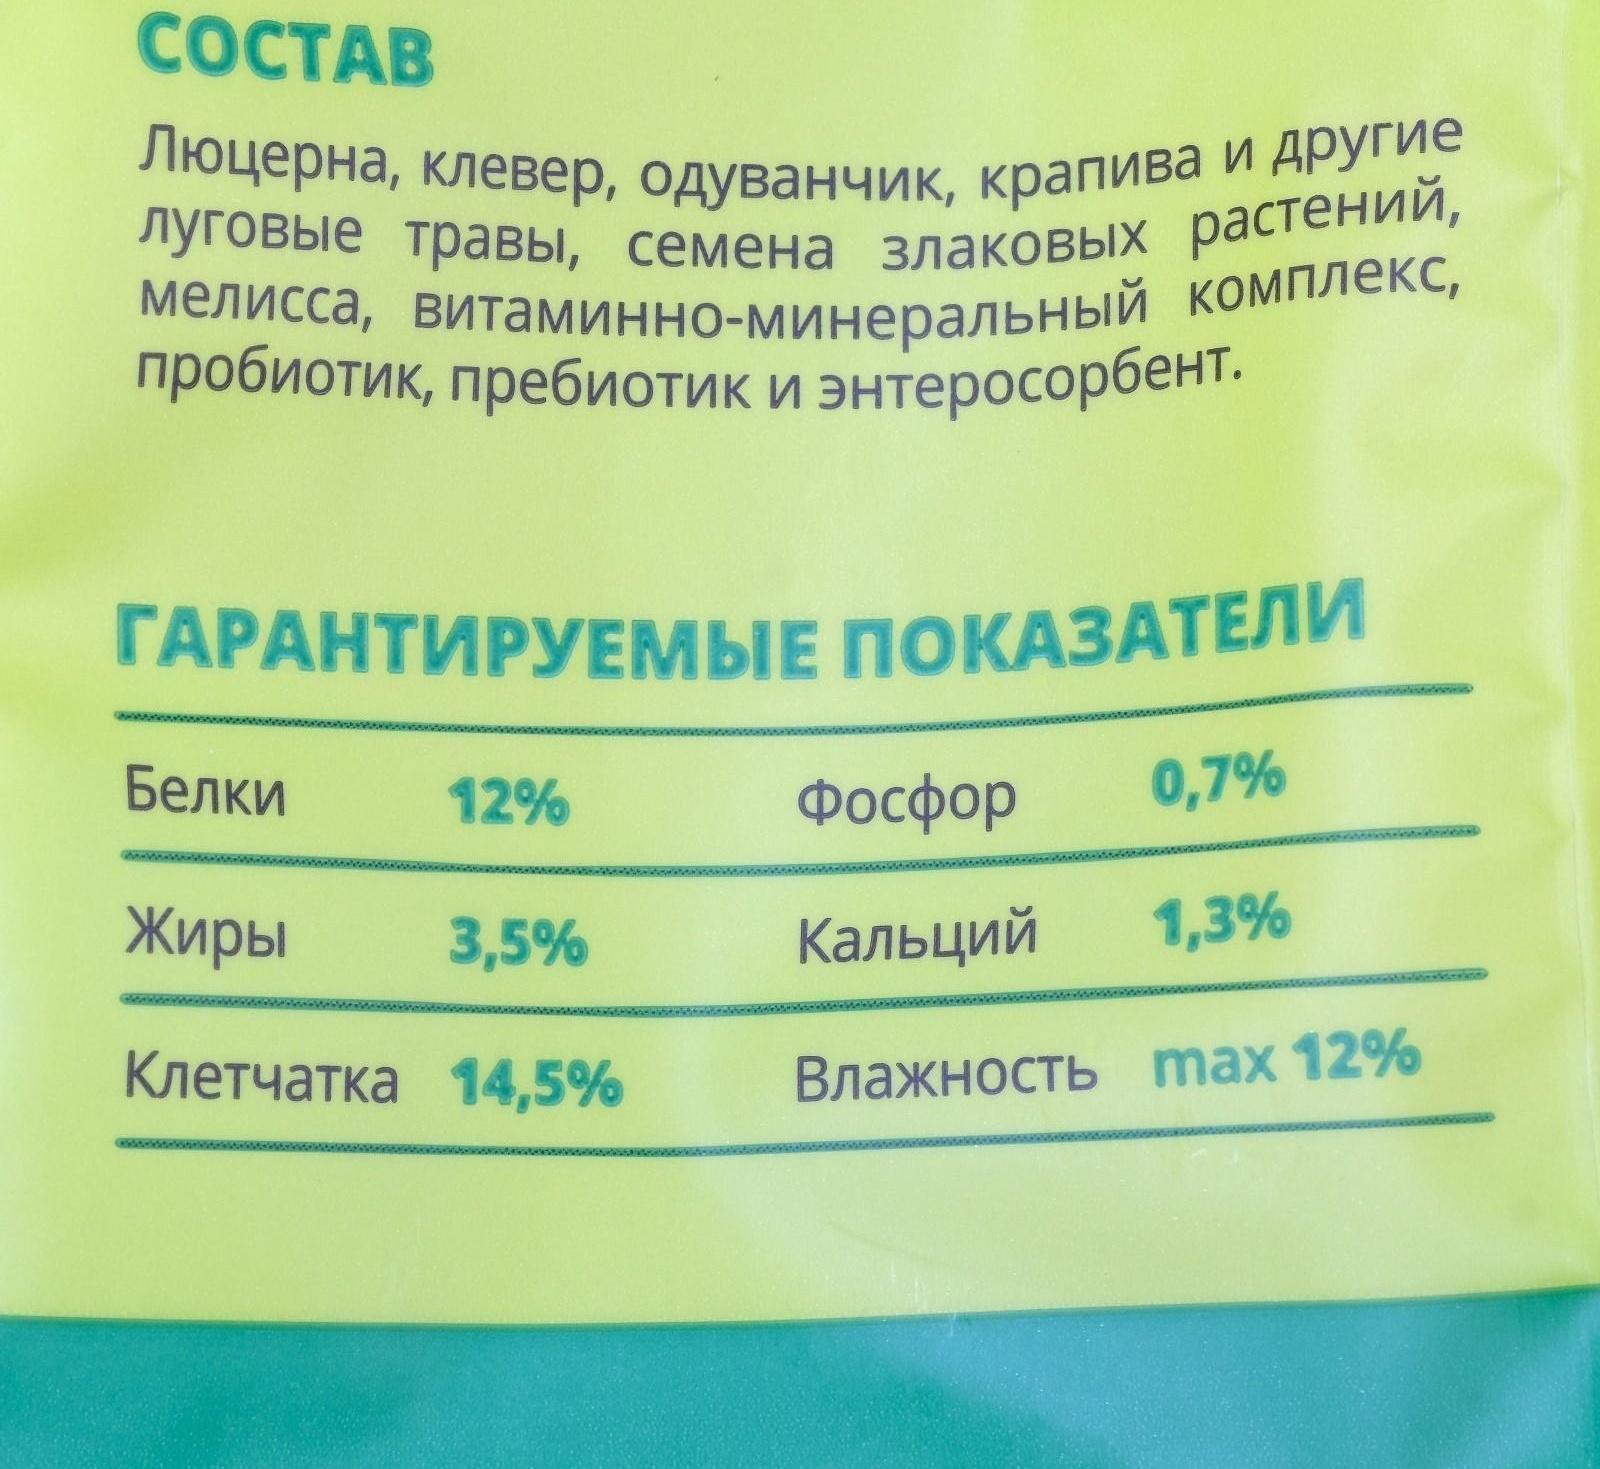 СОСТАВ
Люцерна, клевер, одуванчик, крапива и другие
луговые травы, семена злаковых растений,
мелисса, витаминно-минеральный комплекс,
пробиотик, пребиотик и энтеросорбент.
ГАРАНТИРУЕМЫЕ ПОКАЗАТЕЛИ
Белки 12% Фосфор 0,7%
Жиры 3,5% Кальций 1,3%
Клетчатка 14,5% Влажность max 12%